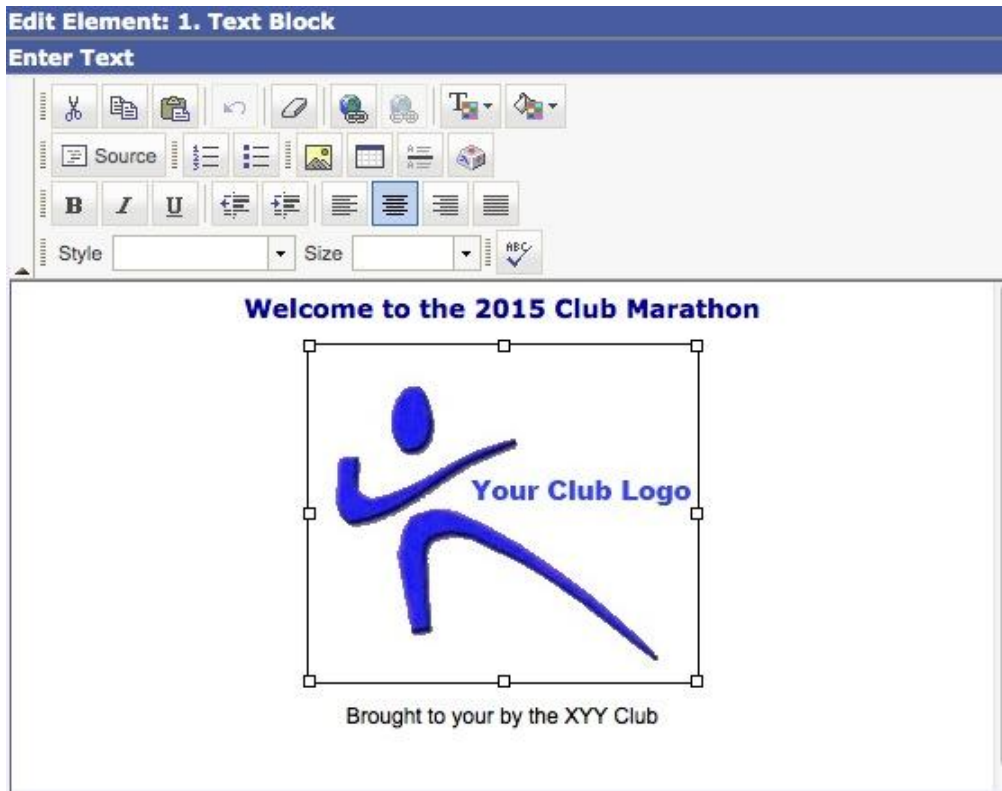 Edit Element: 1. Text Block
Enter Text
Source
B I U
Style Size ABC
Welcome to the 2015 Club Marathon
Your Club Logo
Brought to your by the XYY Club